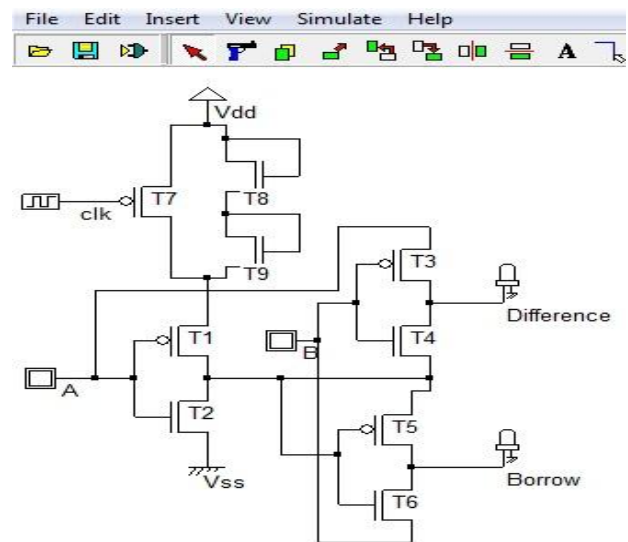 File Edit Insert View Simulate Help
A
Vdd
T7
T8
clk
T9
T3
Difference
T1
B
T4
A
T2
T5
Vss
Borrow
T6